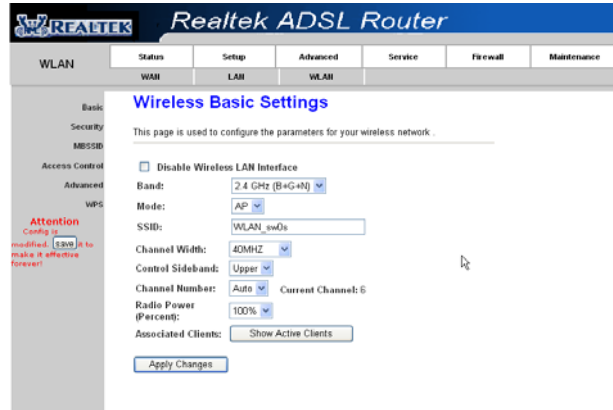 REALTEK
Realtek ADSL Router
WLAN
Status Setup Advanced Service Firewall Maintenance
WAN LAN WLAN
Basic
Security
MBSSID
Access Control
Advanced
WPS
Attention
Config is
modified. save it to
make it effective
forever!
Wireless Basic Settings
This page is used to configure the parameters for your wireless network .
Disable Wireless LAN Interface
Band: 2.4 GHz (B+G+N)
Mode: AP
SSID: WLAN_sw0s
Channel Width: 40MHZ
Control Sideband: Upper
Channel Number: Auto Current Channel: 6
Radio Power
(Percent): 100%
Associated Clients: Show Active Clients
Apply Changes